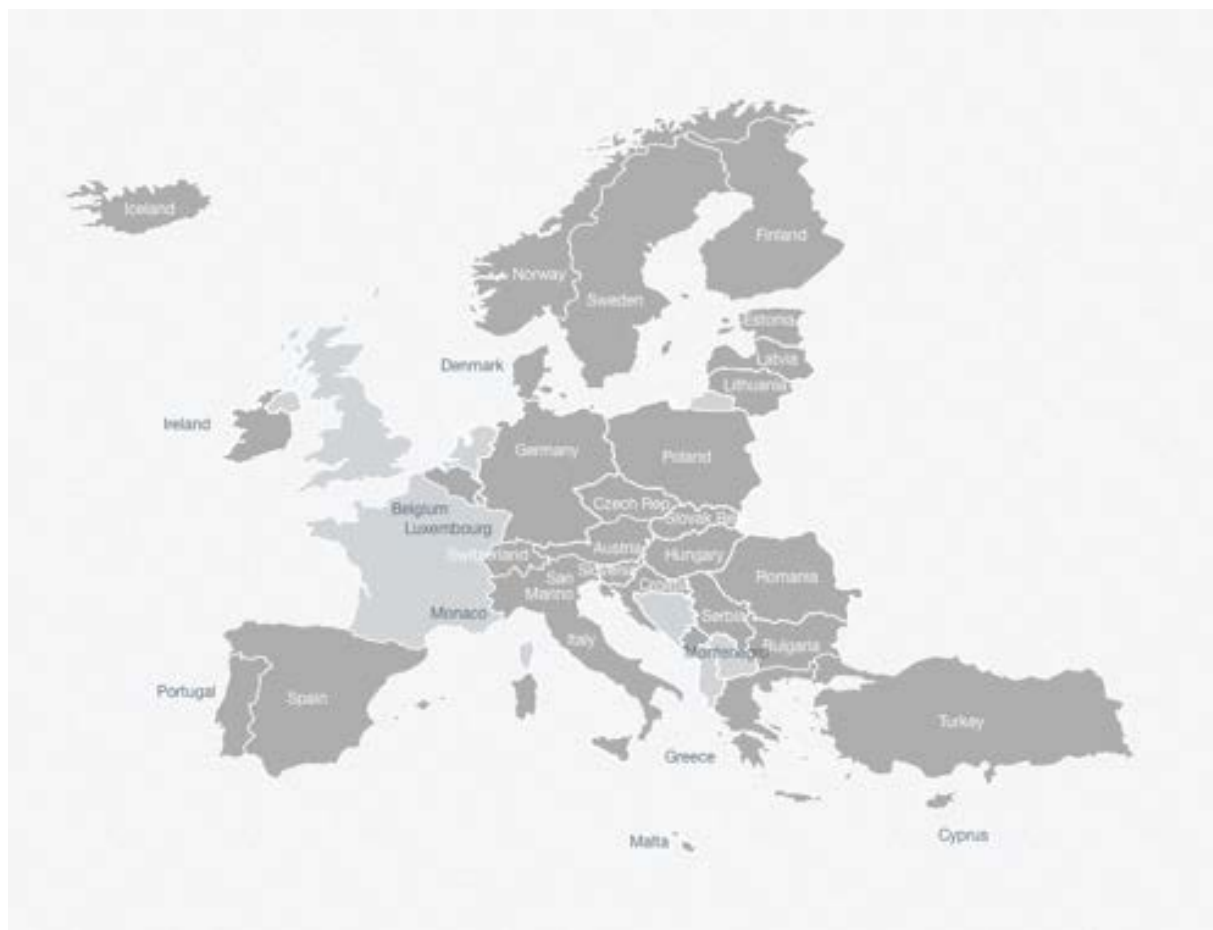 Iceland
Finland
Norway
Sweden
Estonia
Latvia
Denmark
Lithuania
Ireland
Germany
Poland
Czech Rep.
Belgium
Luxembourg
Austria
Switzerland
Hungary
San
Marino
Romania
Monaco
Serbia
Italy
Montenegro
Bulgaria
Portugal
Spain
Turkey
Greece
Cyprus
Malta